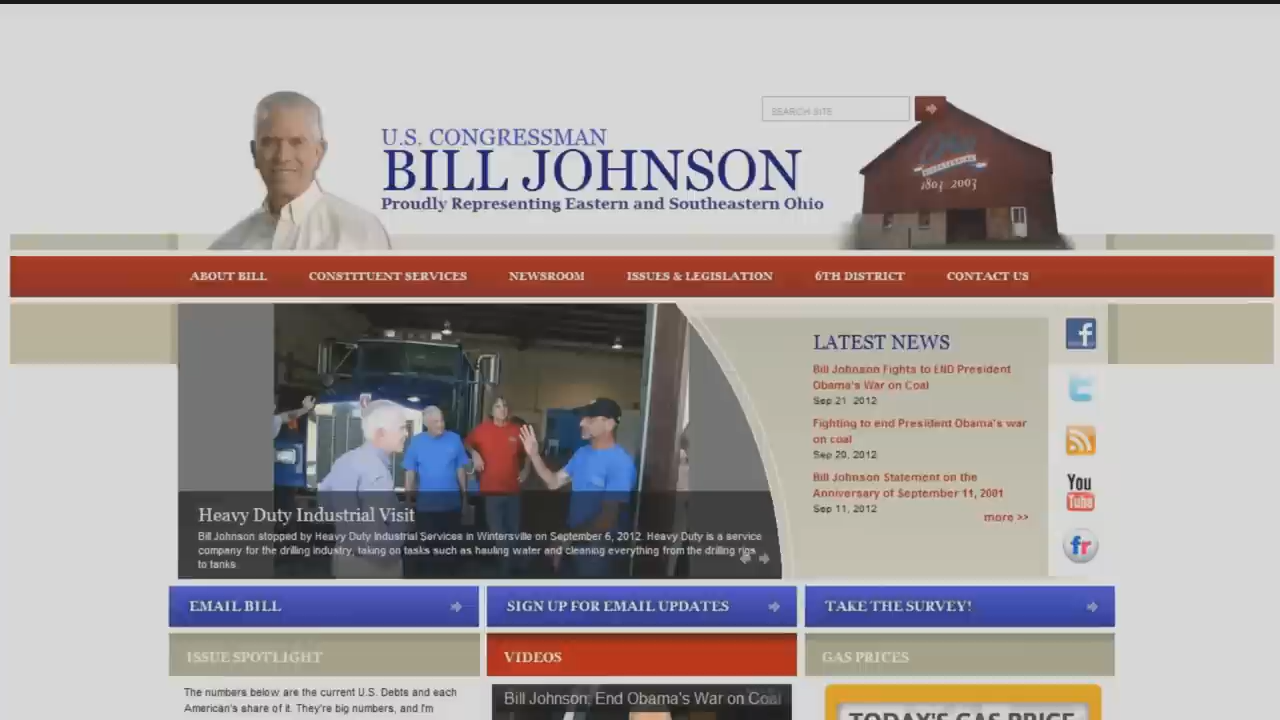 SEARCH SITE
U.S. CONGRESSMAN
BILL JOHNSON
Proudly Representing Eastern and Southeastern Ohio
Ohio
1803 2003
ABOUT BILL
CONSTITUENT SERVICES
NEWSROOM
ISSUES & LEGISLATION
6TH DISTRICT
CONTACT US
Heavy Duty Industrial Visit
Bill Johnson stopped by Heavy Duty Industrial Services in Wintersville on September 6, 2012. Heavy Duty is a service
company for the drilling industry, taking on tasks such as hauling water and cleaning everything from the drilling rigs
to tanks.
LATEST NEWS
Bill Johnson Fights to END President
Obama's War on Coal
Sep 21, 2012
Fighting to end President Obama's war
on coal
Sep 20, 2012
Bill Johnson Statement on the
Anniversary of September 11, 2001
Sep 11, 2012
more >>
f
t
You
Tube
fr
EMAIL BILL
SIGN UP FOR EMAIL UPDATES
TAKE THE SURVEY!
ISSUE SPOTLIGHT
VIDEOS
GAS PRICES
The numbers below are the current U.S. Debts and each
American's share of it. They're big numbers, and I'm
Bill Johnson: End Obama's War on Coal
TODAY'S GAS PRICE